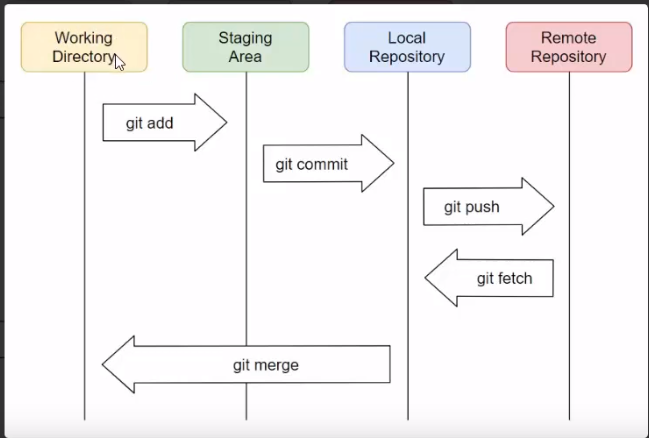 Working
Directory
Staging
Area
Local
Repository
Remote
Repository
git add
git commit
git push
git fetch
git merge